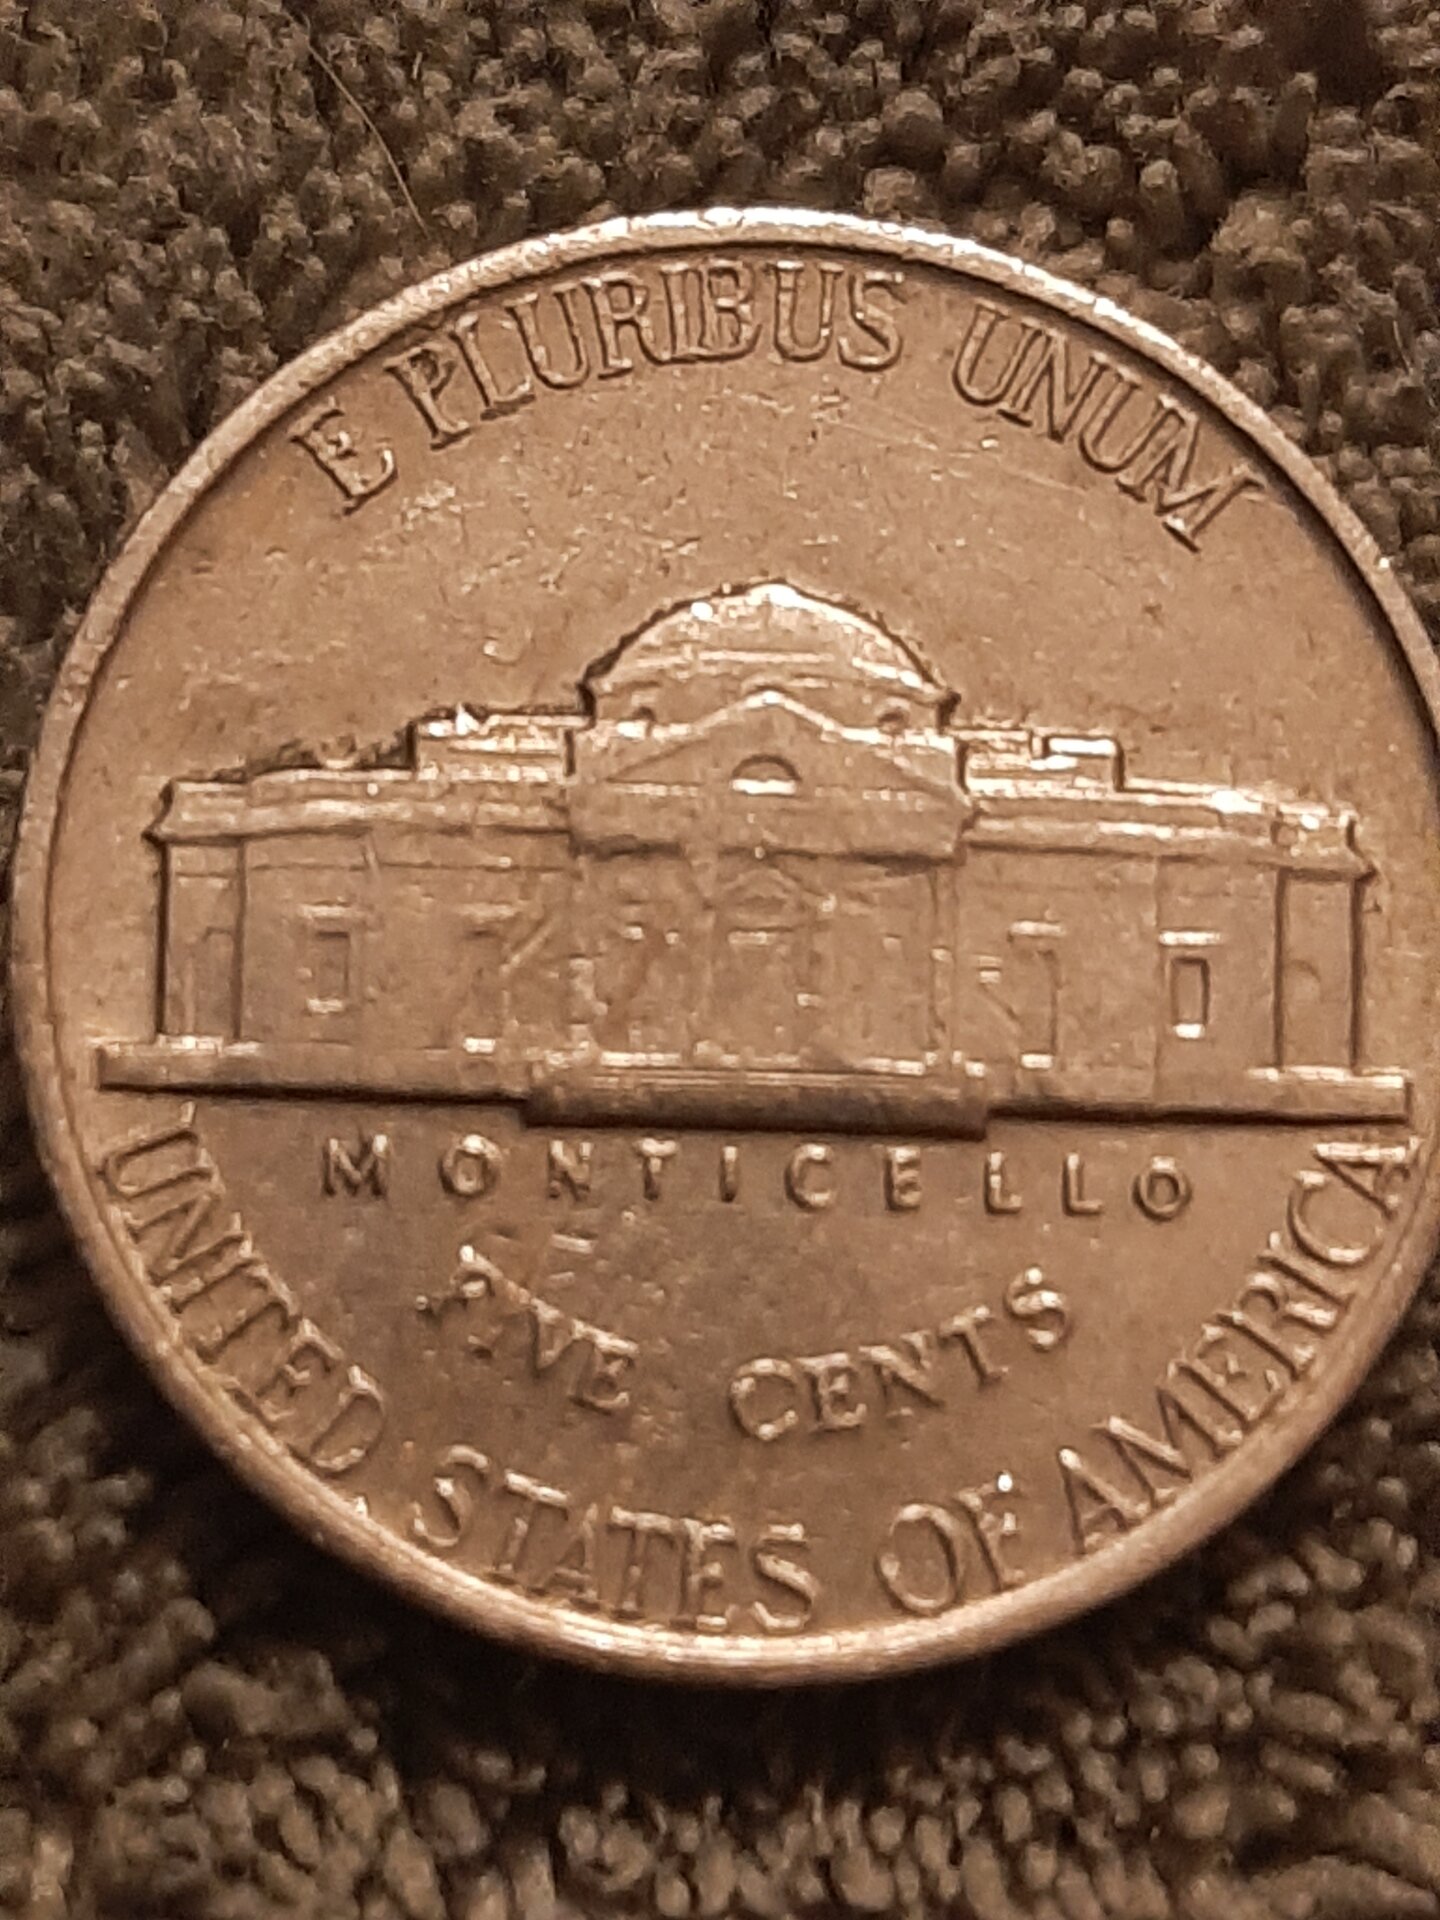 E PLURIBUS UNUM
MONTICELLO
FIVE CENTS
UNITED STATES OF AMERICA